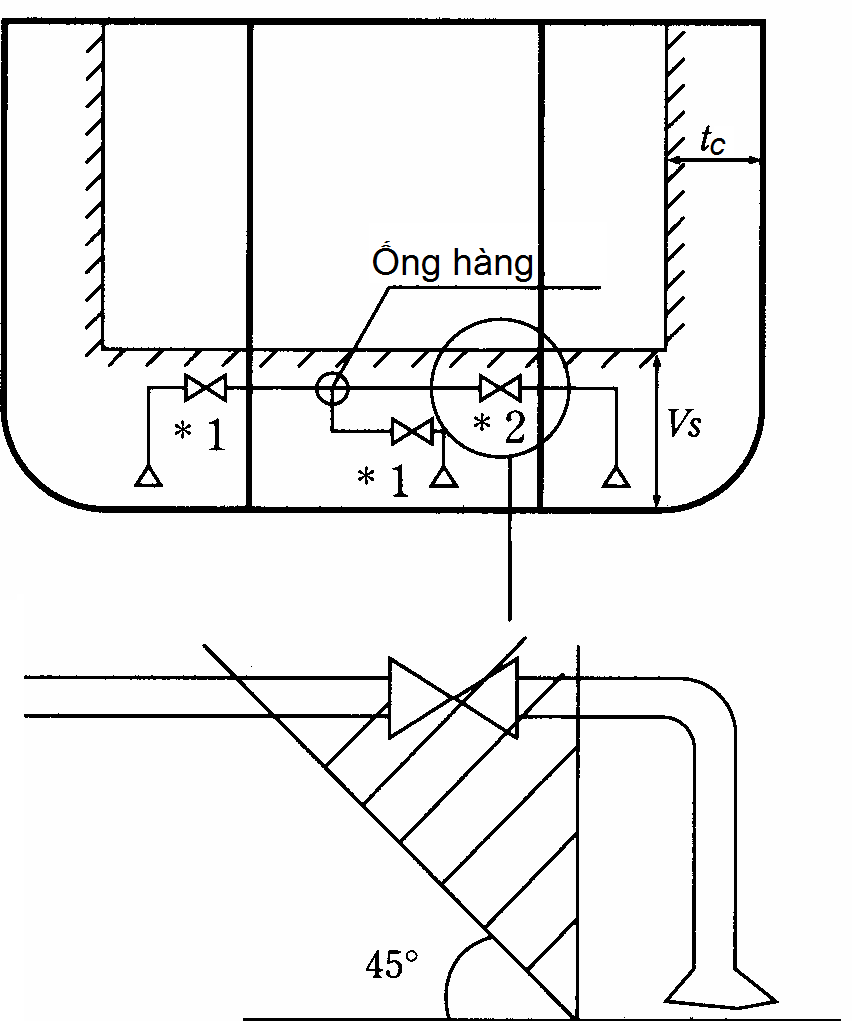 tc
Ống hàng
* 1
* 2
Vs
* 1
45°